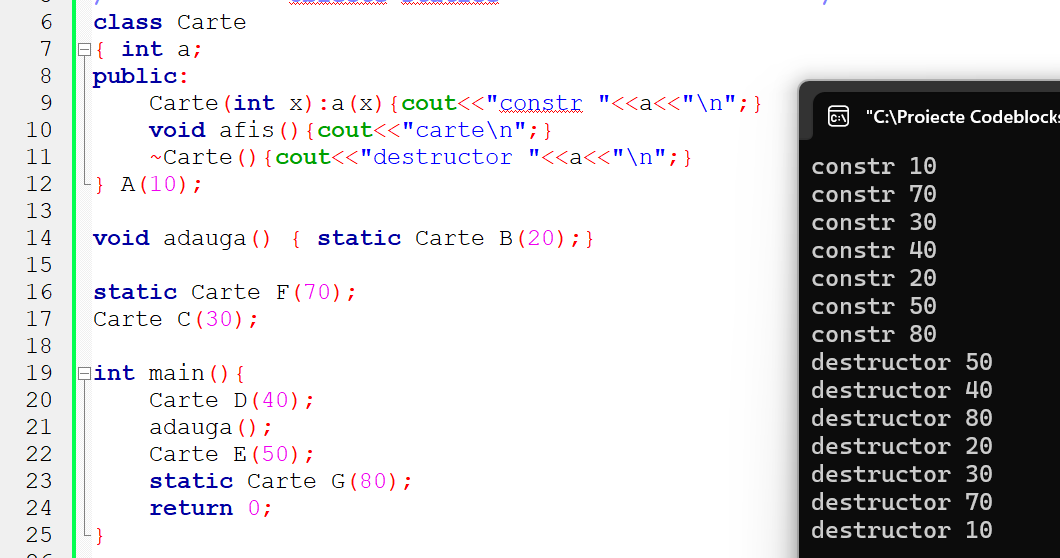 6 class Carte
7 { int a;
8 public:
9 Carte(int x):a(x){cout<<"constr "<<a<<"\n";}
10 void afis(){cout<<"carte\n";}
11 ~Carte(){cout<<"destructor "<<a<<"\n";}
12 } A(10);
13
14 void adauga() { static Carte B(20);}
15
16 static Carte F(70);
17 Carte C(30);
18
19 int main(){
20 Carte D(40);
21 adauga();
22 Carte E(50);
23 static Carte G(80);
24 return 0;
25 }
"C:\Proiecte Codeblocks
constr 10
constr 70
constr 30
constr 40
constr 20
constr 50
constr 80
destructor 50
destructor 40
destructor 80
destructor 20
destructor 30
destructor 70
destructor 10